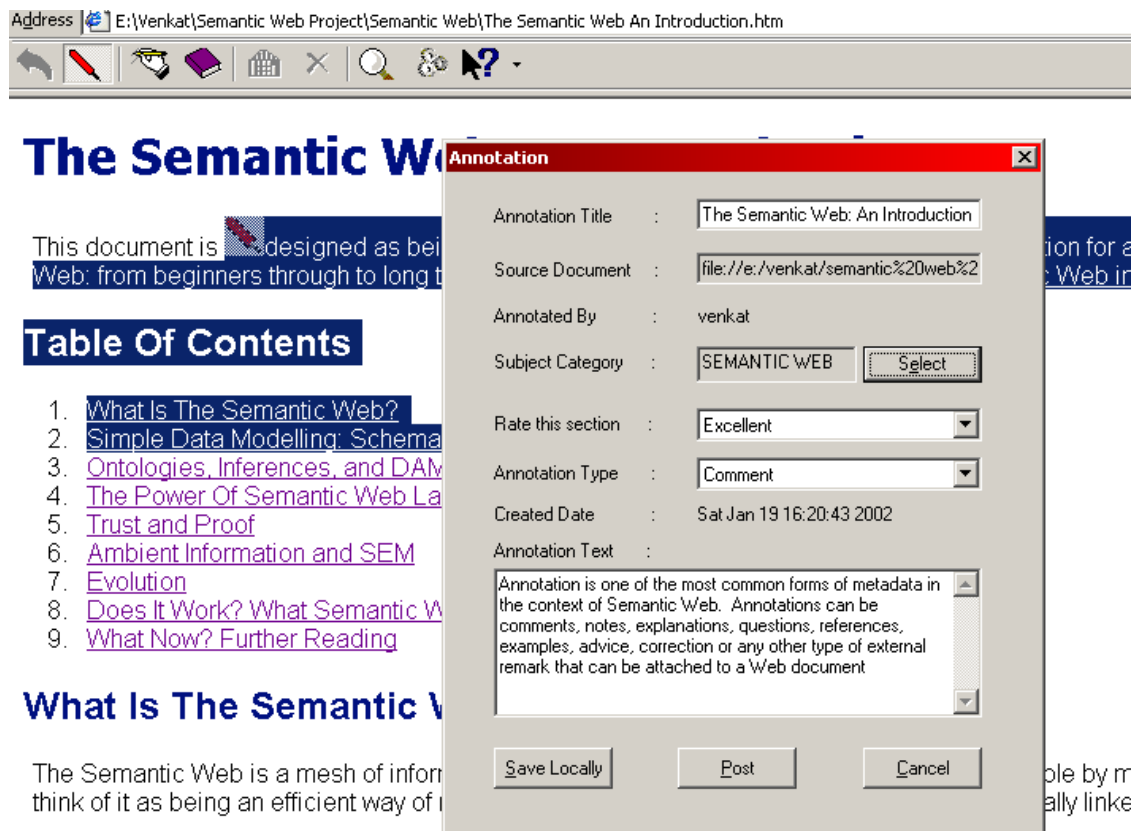 Address E:\Venkat\Semantic Web Project\Semantic Web\The Semantic Web An Introduction.htm
The Semantic
Annotation
Annotation Title : The Semantic Web: An Introduction
This document is designed as
ion for a
Source Document : file://e:/venkat/semantic%20web%2
Web: from beginners through to long
Web in
Annotated By : venkat
Table Of Contents
Subject Category : SEMANTIC WEB Select
1. What Is The Semantic Web?
Rate this section : Excellent
2. Simple Data Modelling: Schema
3. Ontologies, Inferences, and
Annotation Type : Comment
4. The Power Of Semantic Web
Created Date : Sat Jan 19 16:20:43 2002
5. Trust and Proof
6. Ambient Information and SEM
Annotation Text :
7. Evolution
8. Does It Work? What Semantic
9. What Now? Further Reading
Annotation is one of the most common forms of metadata in
the context of Semantic Web. Annotations can be
comments, notes, explanations, questions, references,
examples, advice, correction or any other type of external
remark that can be attached to a Web document
What Is The Semantic
Save Locally Post Cancel
The Semantic Web is a mesh of
ble by
think of it as being an efficient way of
ally linke